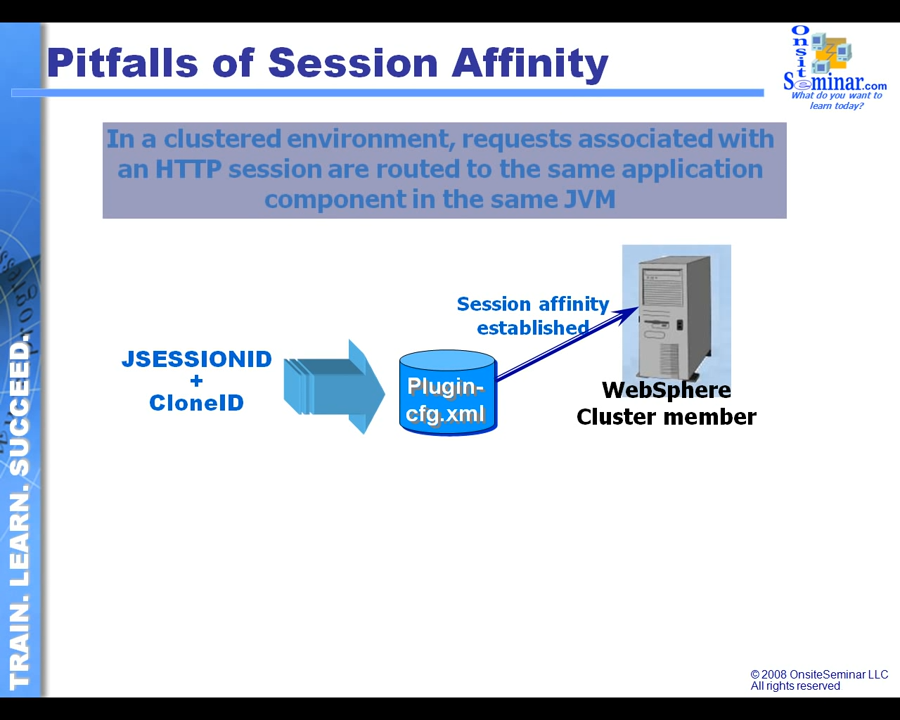 Pitfalls of Session Affinity
Onsite
Seminar.com
What do you want to
learn today?
In a clustered environment, requests associated with
an HTTP session are routed to the same application
component in the same JVM
Session affinity
established
JSESSIONID
+
CloneID
Plugin-
cfg.xml
WebSphere
Cluster member
TRAIN. LEARN. SUCCEED.
© 2008 OnsiteSeminar LLC
All rights reserved